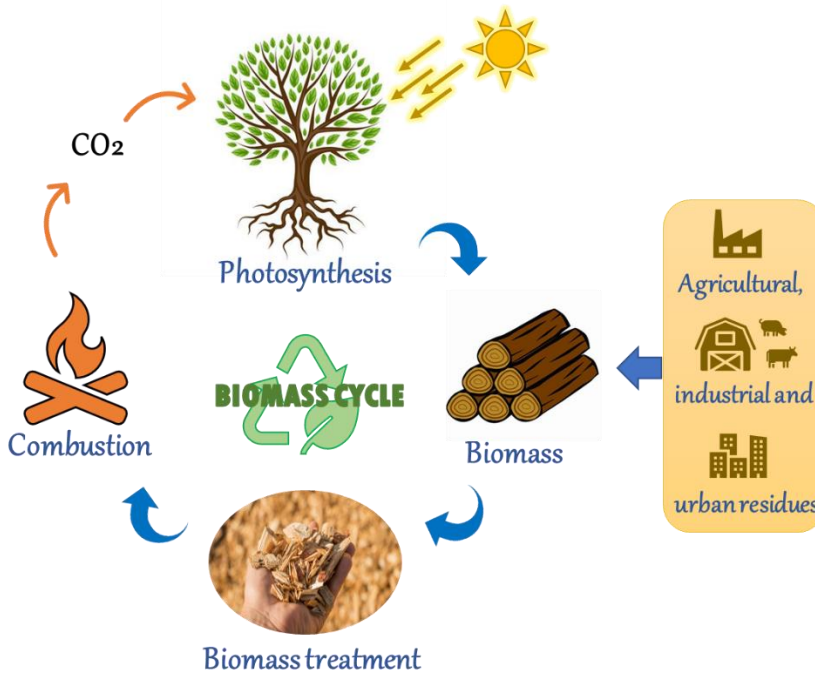 CO2
Photosynthesis
Agricultural,
industrial and
urban residues
BIOMASS CYCLE
Combustion
Biomass
Biomass treatment